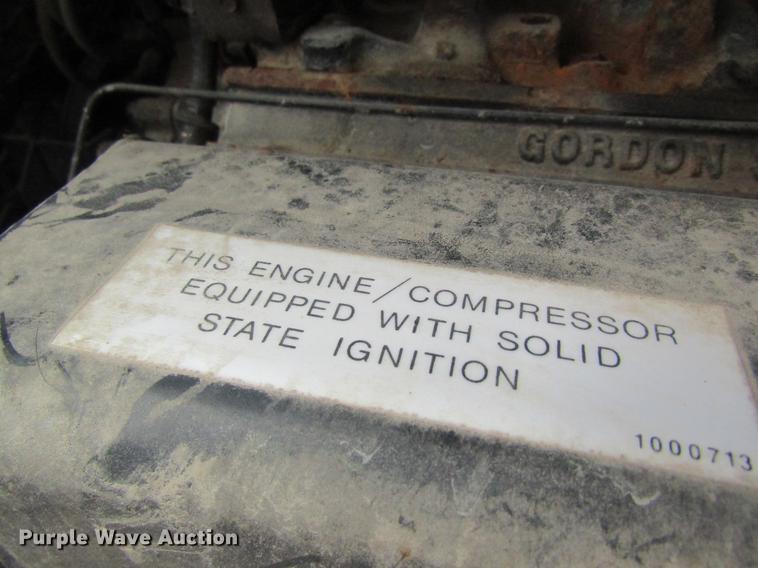 GORDON
THIS ENGINE/COMPRESSOR
EQUIPPED WITH SOLID
STATE IGNITION
1000713
Purple Wave Auction